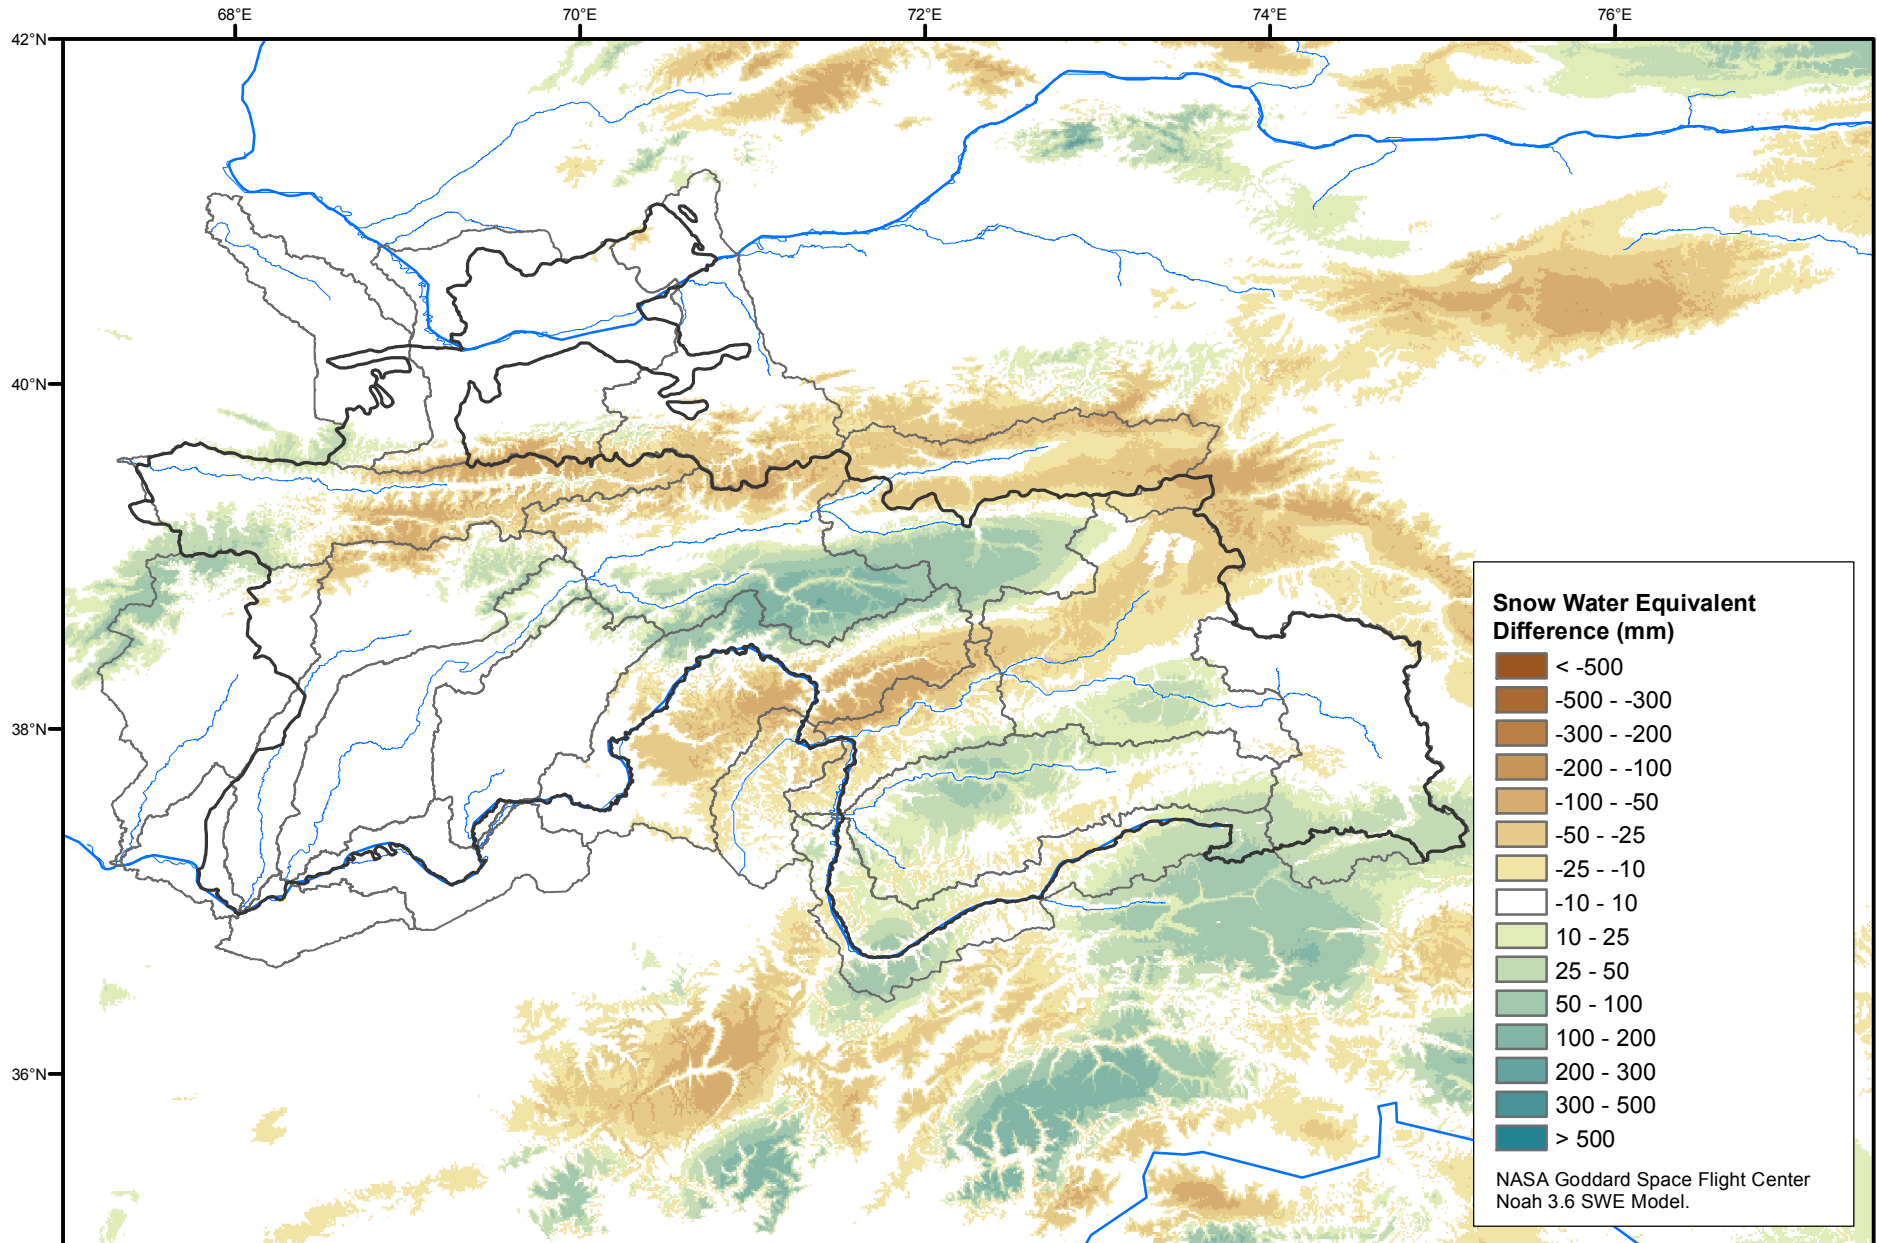 68°E 70°E 72°E 74°E 76°E
42°N
40°N
38°N
36°N
Snow Water Equivalent
Difference (mm)
< -500
-500 - -300
-300 - -200
-200 - -100
-100 - -50
-50 - -25
-25 - -10
-10 - 10
10 - 25
25 - 50
50 - 100
100 - 200
200 - 300
300 - 500
> 500
NASA Goddard Space Flight Center
Noah 3.6 SWE Model.